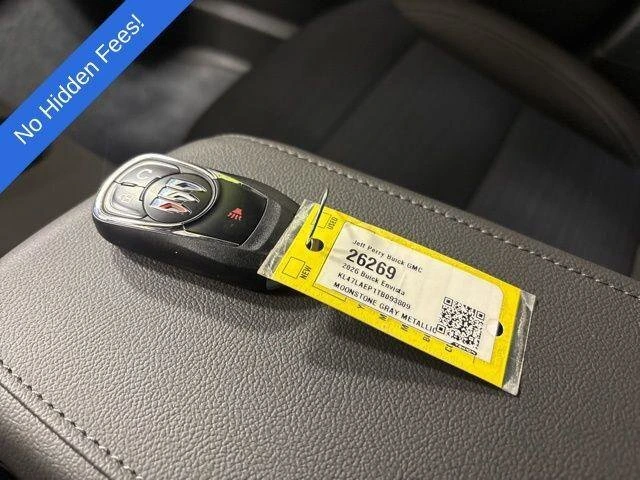 No Hidden Fees!
USED
NEW
Jeff Perry Buick GMC
26269
2026 Buick Envista
KL47LAEP1TB093809
MOONSTONE GRAY METALLIC